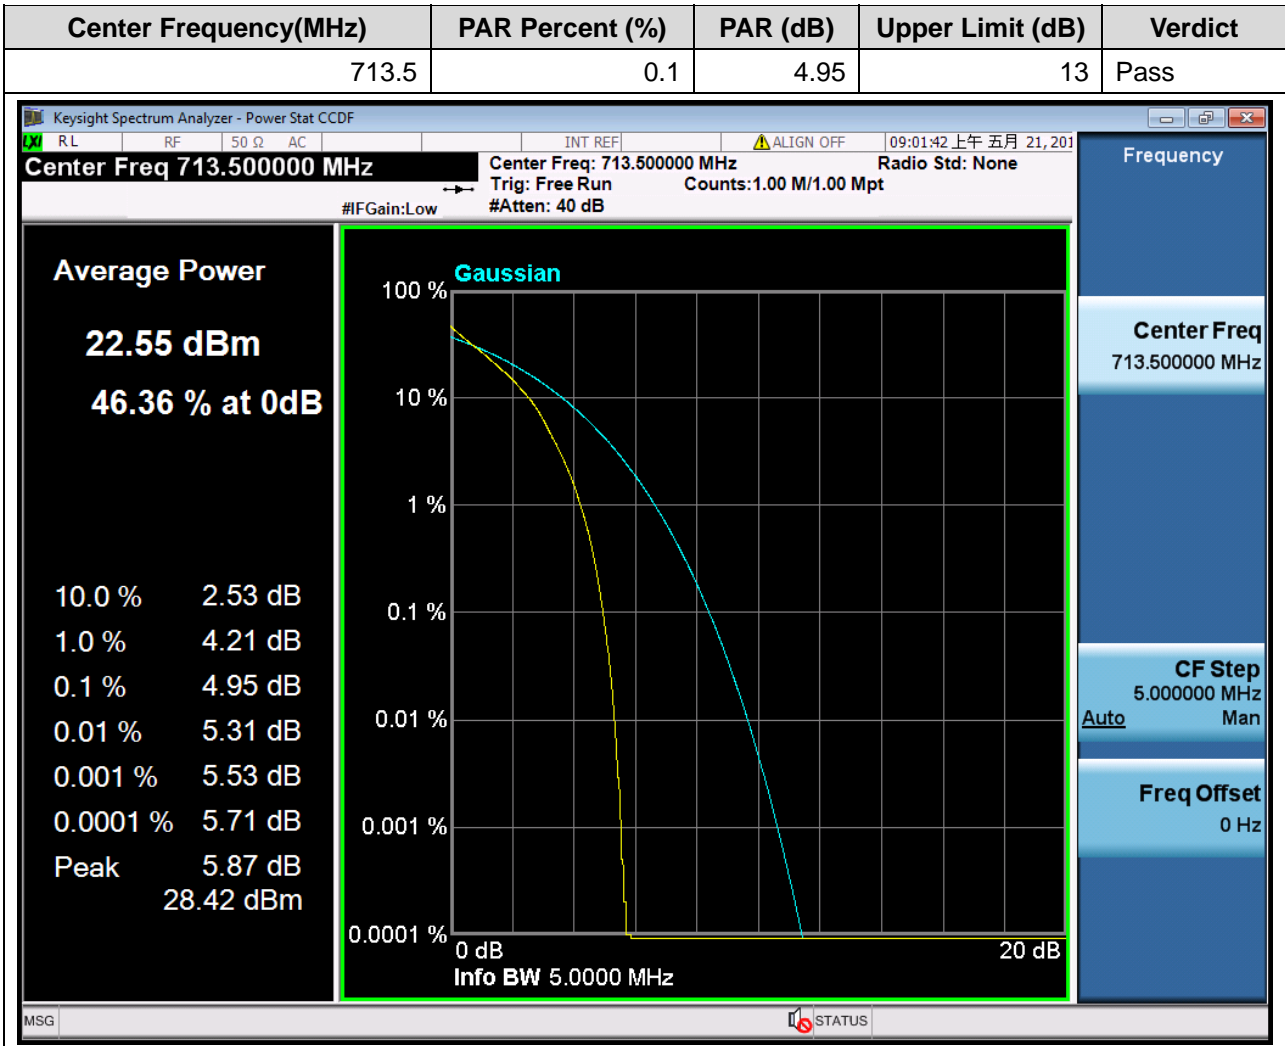 Center Frequency(MHz) PAR Percent (%) PAR (dB) Upper Limit (dB) Verdict
713.5 0.1 4.95 13 Pass
Keysight Spectrum Analyzer - Power Stat CCDF
LXI RL RF 50 Ω AC INT REF ALIGN OFF 09:01:42 上午 五月 21, 201
Center Freq 713.500000 MHz
#IFGain:Low
Center Freq: 713.500000 MHz
Trig: Free Run Counts:1.00 M/1.00 Mpt
#Atten: 40 dB
Radio Std: None
Average Power
22.55 dBm
46.36 % at 0dB
10.0 % 2.53 dB
1.0 % 4.21 dB
0.1 % 4.95 dB
0.01 % 5.31 dB
0.001 % 5.53 dB
0.0001 % 5.71 dB
Peak 5.87 dB
28.42 dBm
Gaussian
100 %
10 %
1 %
0.1 %
0.01 %
0.001 %
0.0001 %
0 dB 20 dB
Info BW 5.0000 MHz
Frequency
Center Freq
713.500000 MHz
CF Step
5.000000 MHz
Auto Man
Freq Offset
0 Hz
MSG STATUS